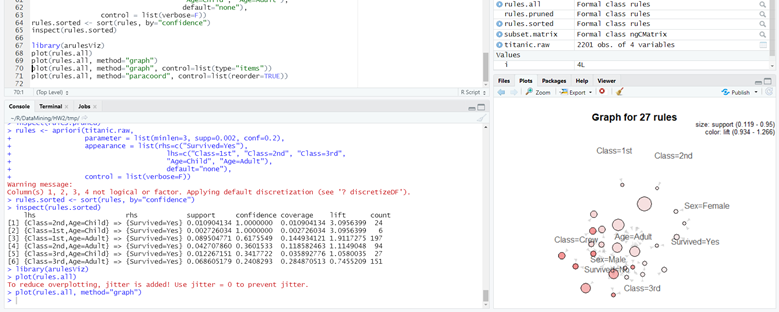 default="none"),
control = list(verbose=F))
64 rules.sorted <- sort(rules, by="confidence")
65 inspect(rules.sorted)
66
67 library(arulesViz)
68 plot(rules.all)
69 plot(rules.all, method="graph")
70 plot(rules.all, method="graph", control=list(type="items"))
71 plot(rules.all, method="paracoord", control=list(reorder=TRUE))
72
70:1 (Top Level) R Script
Console Terminal Jobs
~/R/DataMining/HW2/tmp/
> rules <- apriori(titanic.raw,
+ parameter = list(minlen=3, supp=0.002, conf=0.2),
+ appearance = list(rhs=c("Survived=Yes"),
+ lhs=c("Class=1st", "Class=2nd", "Class=3rd",
+ "Age=Child", "Age=Adult"),
+ default="none"),
+ control = list(verbose=F))
Warning message:
Column(s) 1, 2, 3, 4 not logical or factor. Applying default discretization (see '? discretizeDF').
> rules.sorted <- sort(rules, by="confidence")
> inspect(rules.sorted)
lhs rhs support confidence coverage lift count
[1] {Class=2nd,Age=Child} => {Survived=Yes} 0.010904134 1.0000000 0.010904134 3.0956399 24
[2] {Class=1st,Age=Child} => {Survived=Yes} 0.002726034 1.0000000 0.002726034 3.0956399 6
[3] {Class=1st,Age=Adult} => {Survived=Yes} 0.089504771 0.6175549 0.144934121 1.9117275 197
[4] {Class=2nd,Age=Adult} => {Survived=Yes} 0.042707860 0.3601533 0.118582463 1.1149048 94
[5] {Class=3rd,Age=Child} => {Survived=Yes} 0.012267151 0.3417722 0.035892776 1.0580035 27
[6] {Class=3rd,Age=Adult} => {Survived=Yes} 0.068605179 0.2408293 0.284870513 0.7455209 151
> library(arulesViz)
> plot(rules.all)
To reduce overplotting, jitter is added! Use jitter = 0 to prevent jitter.
> plot(rules.all, method="graph")
>
rules.all Formal class rules
rules.pruned Formal class rules
rules.sorted Formal class rules
subset.matrix Formal class ngCMatrix
titanic.raw 2201 obs. of 4 variables
Values
i 4L
Files Plots Packages Help Viewer
Zoom Export Publish
Graph for 27 rules
size: support (0.119 - 0.95)
color: lift (0.934 - 1.266)
Class=1st
Class=2nd
Sex=Female
Age=Adult
Class=Crew
Survived=Yes
Sex=Male
Survived=No
Class=3rd